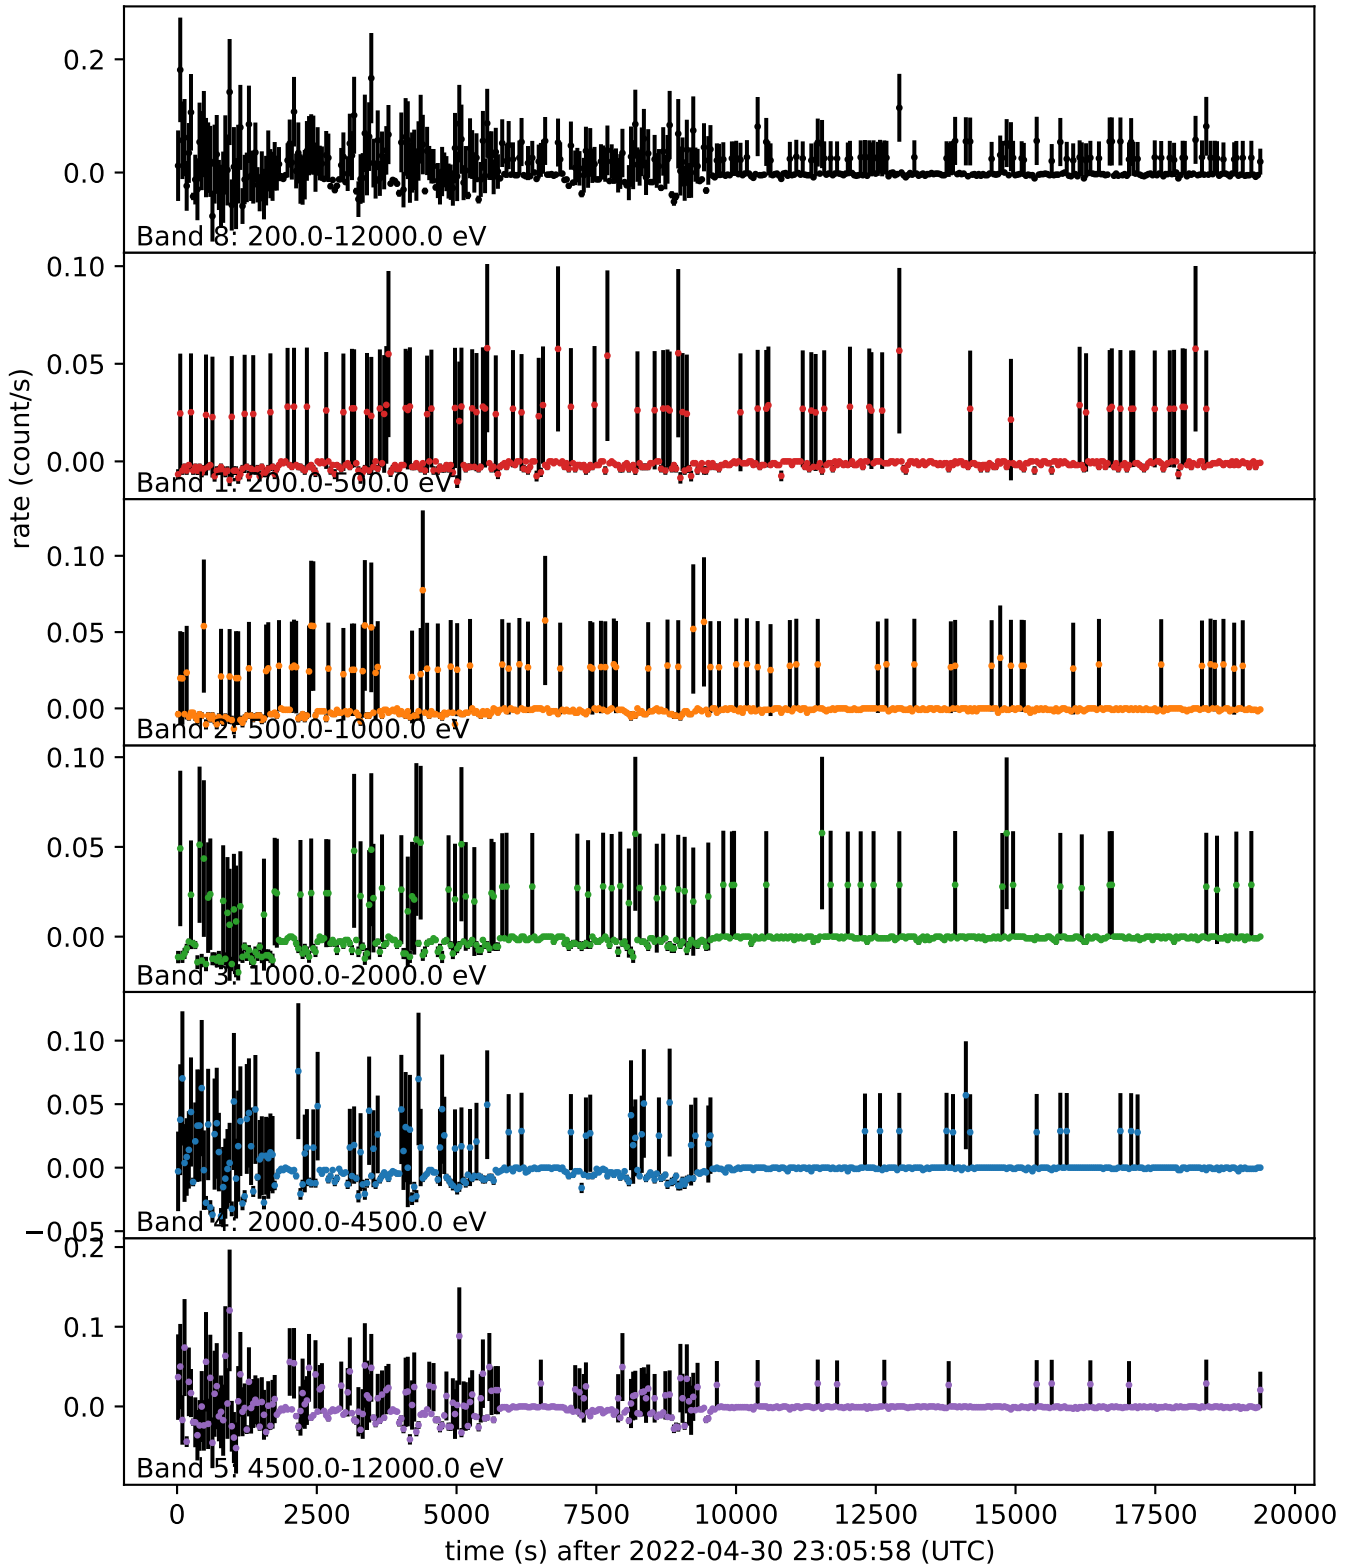 0.2
0.0
Band 8: 200.0-12000.0 eV
0.10
0.05
0.00
Band 1: 200.0-500.0 eV
rate (count/s)
0.10
0.05
0.00
Band 2: 500.0-1000.0 eV
0.10
0.05
0.00
Band 3: 1000.0-2000.0 eV
0.10
0.05
0.00
−0.05
Band 4: 2000.0-4500.0 eV
0.2
0.1
0.0
Band 5: 4500.0-12000.0 eV
0 2500 5000 7500 10000 12500 15000 17500 20000
time (s) after 2022-04-30 23:05:58 (UTC)